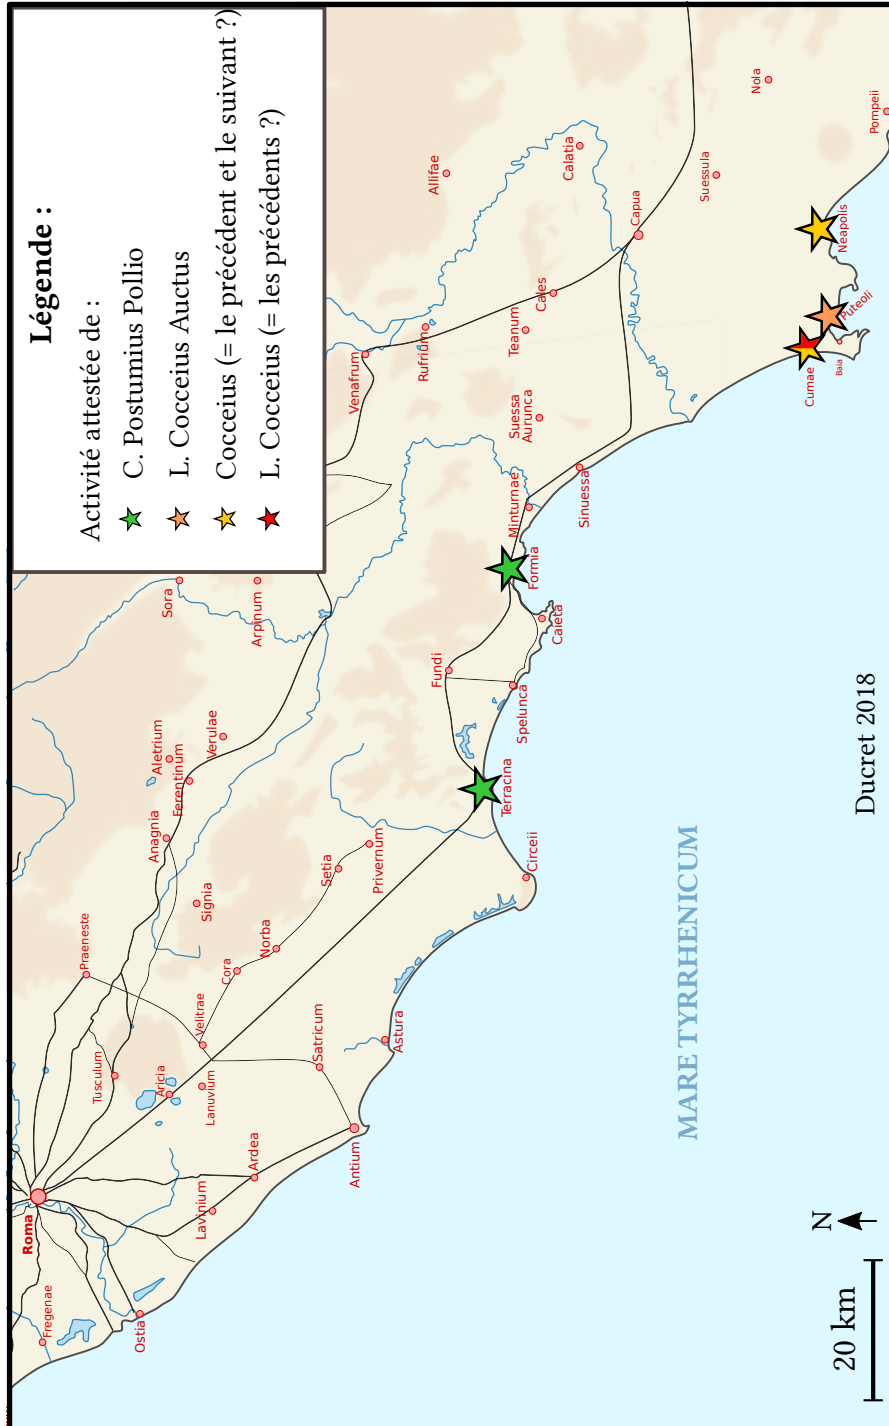 Légende :
Activité attestée de :
C. Postumius Pollio
L. Cocceius Auctus
Cocceius (= le précédent et le suivant ?)
L. Cocceius (= les précédents ?)
Roma
Fregenae
Ostia
Lavinium
Ardea
Antium
Tusculum
Aricia
Lanuvium
Velitrae
Praeneste
Satricum
Astura
Cora
Norba
Signia
Setia
Privernum
Anagnia
Ferentinum
Aletrium
Verulae
Circeii
Terracina
Fundi
Spelunca
Caieta
Formia
Minturnae
Sinuessa
Sora
Arpinum
Suessa
Aurunca
Teanum
Cales
Venafrum
Rufrium
Allifae
Calatia
Capua
Suessula
Nola
Pompeii
Neapolis
Puteoli
Cumae
Baia
MARE TYRRHENICUM
Ducret 2018
N
20 km